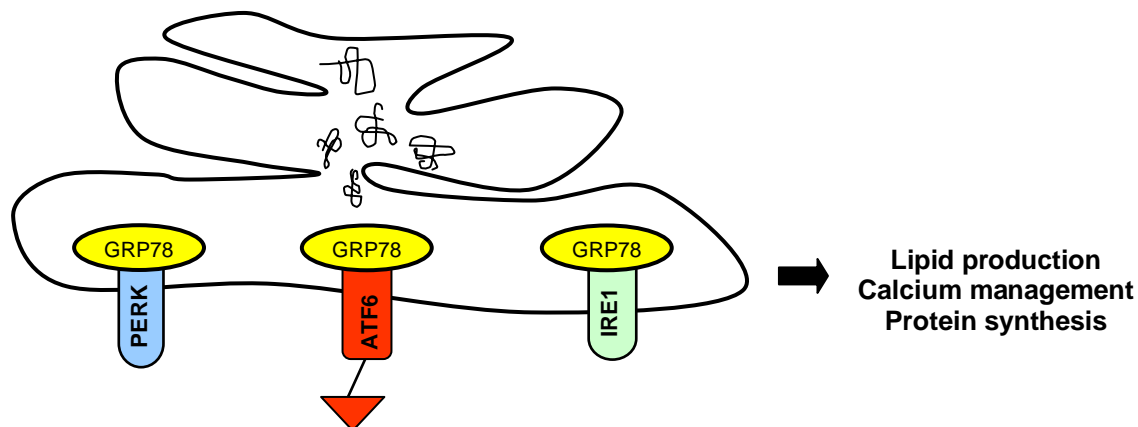 GRP78
GRP78
GRP78
PERK
ATF6
IRE1
Lipid production
Calcium management
Protein synthesis